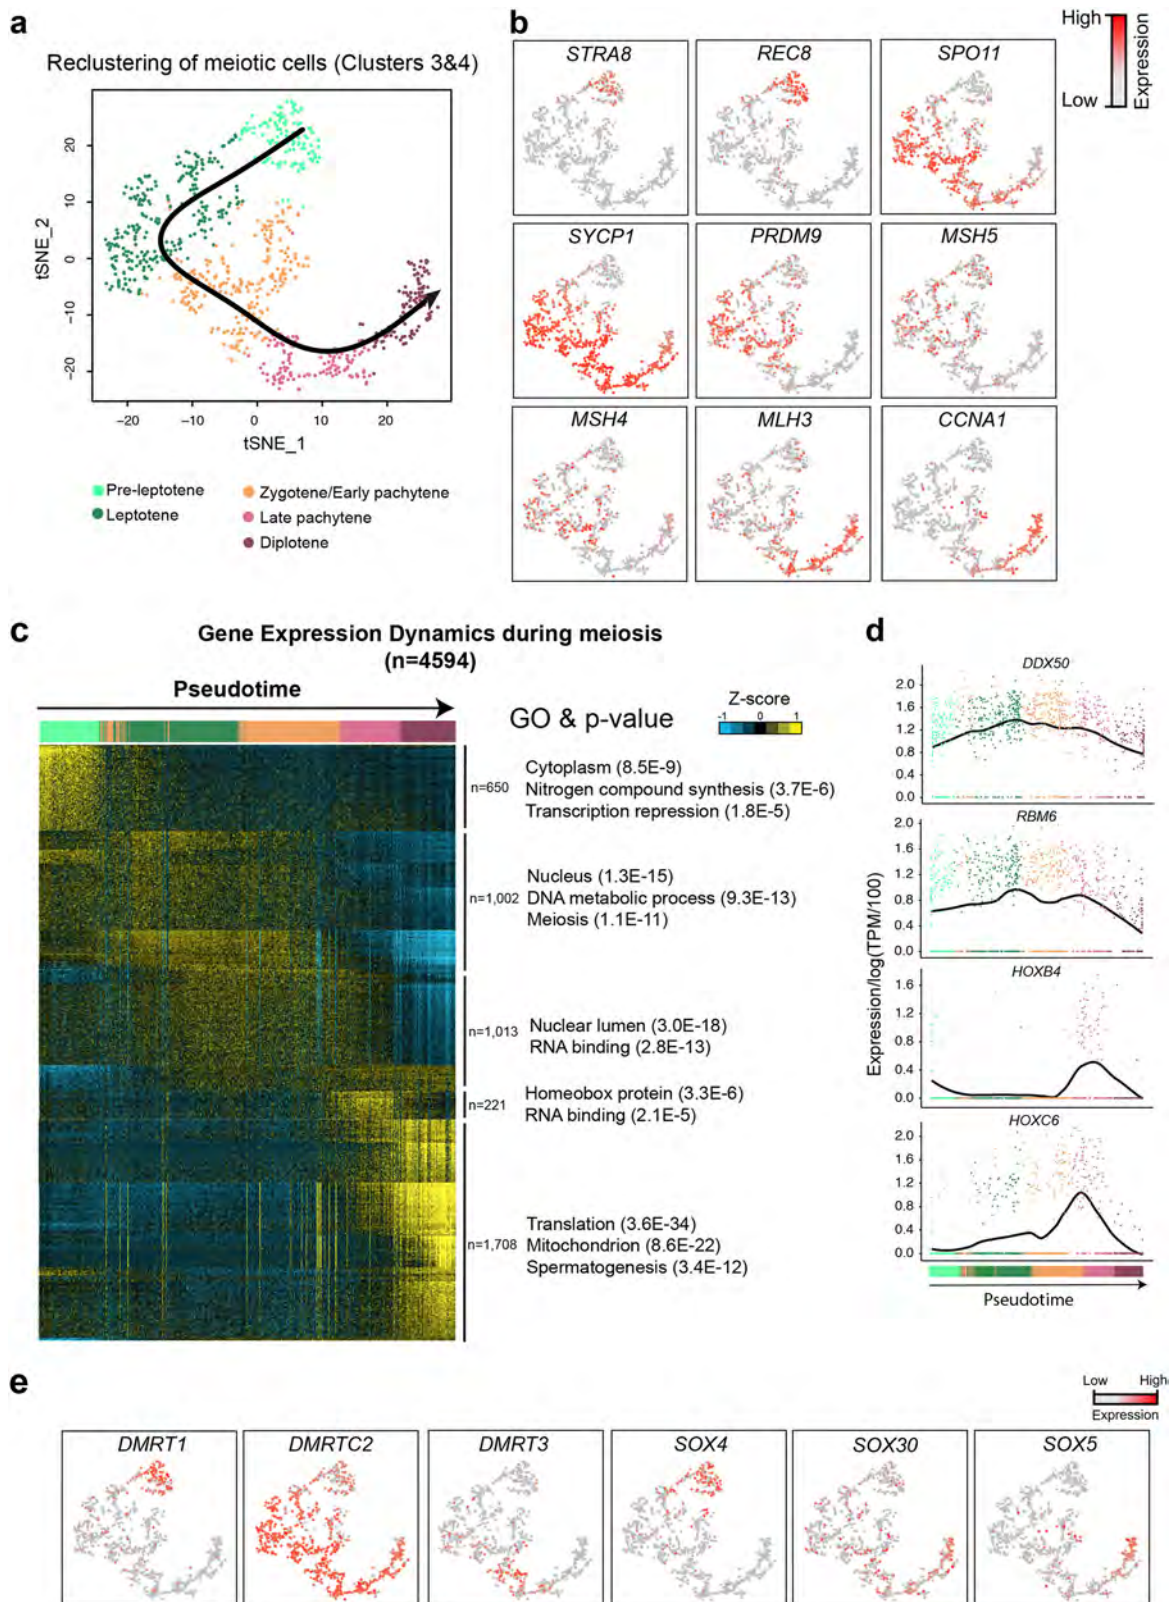 a
Reclustering of meiotic cells (Clusters 3&4)
tSNE_2
20
10
0
−10
−20
−20
−10
0
10
20
tSNE_1
Pre-leptotene
Leptotene
Zygotene/Early pachytene
Late pachytene
Diplotene
b
High
Low
Expression
STRA8
REC8
SPO11
SYCP1
PRDM9
MSH5
MSH4
MLH3
CCNA1
c
Gene Expression Dynamics during meiosis
(n=4594)
Pseudotime
GO & p-value
Z-score
-1
0
1
n=650
Cytoplasm (8.5E-9)
Nitrogen compound synthesis (3.7E-6)
Transcription repression (1.8E-5)
n=1,002
Nucleus (1.3E-15)
DNA metabolic process (9.3E-13)
Meiosis (1.1E-11)
n=1,013
Nuclear lumen (3.0E-18)
RNA binding (2.8E-13)
n=221
Homeobox protein (3.3E-6)
RNA binding (2.1E-5)
n=1,708
Translation (3.6E-34)
Mitochondrion (8.6E-22)
Spermatogenesis (3.4E-12)
d
Expression/log(TPM/100)
DDX50
2.0
1.6
1.2
0.8
0.4
0.0
RBM6
2.0
1.6
1.2
0.8
0.4
0.0
HOXB4
1.6
1.2
0.8
0.4
0.0
HOXC6
2.0
1.6
1.2
0.8
0.4
0.0
Pseudotime
e
Low
High
Expression
DMRT1
DMRTC2
DMRT3
SOX4
SOX30
SOX5